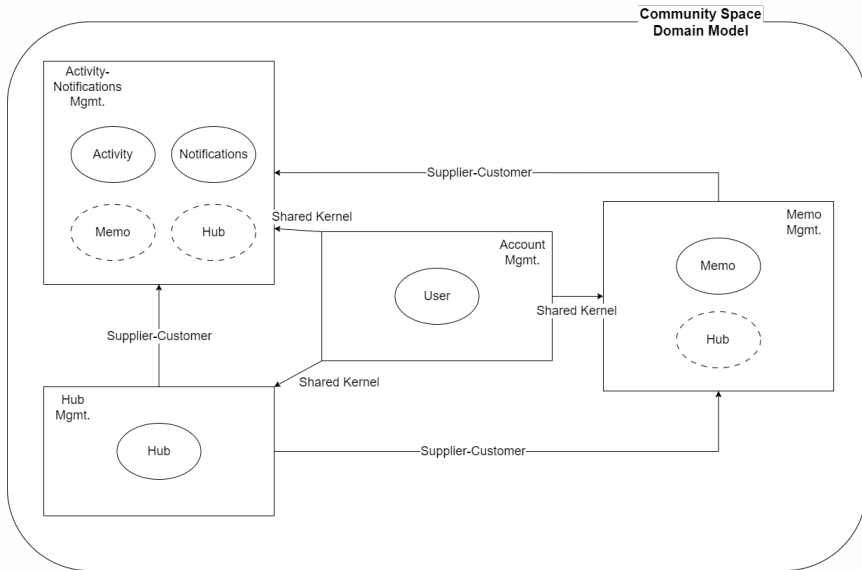 Community Space
Domain Model
Activity-
Notifications
Mgmt.
Activity
Notifications
Memo
Hub
Supplier-Customer
Shared Kernel
Account
Mgmt.
User
Memo
Mgmt.
Memo
Hub
Shared Kernel
Supplier-Customer
Shared Kernel
Hub
Mgmt.
Hub
Supplier-Customer